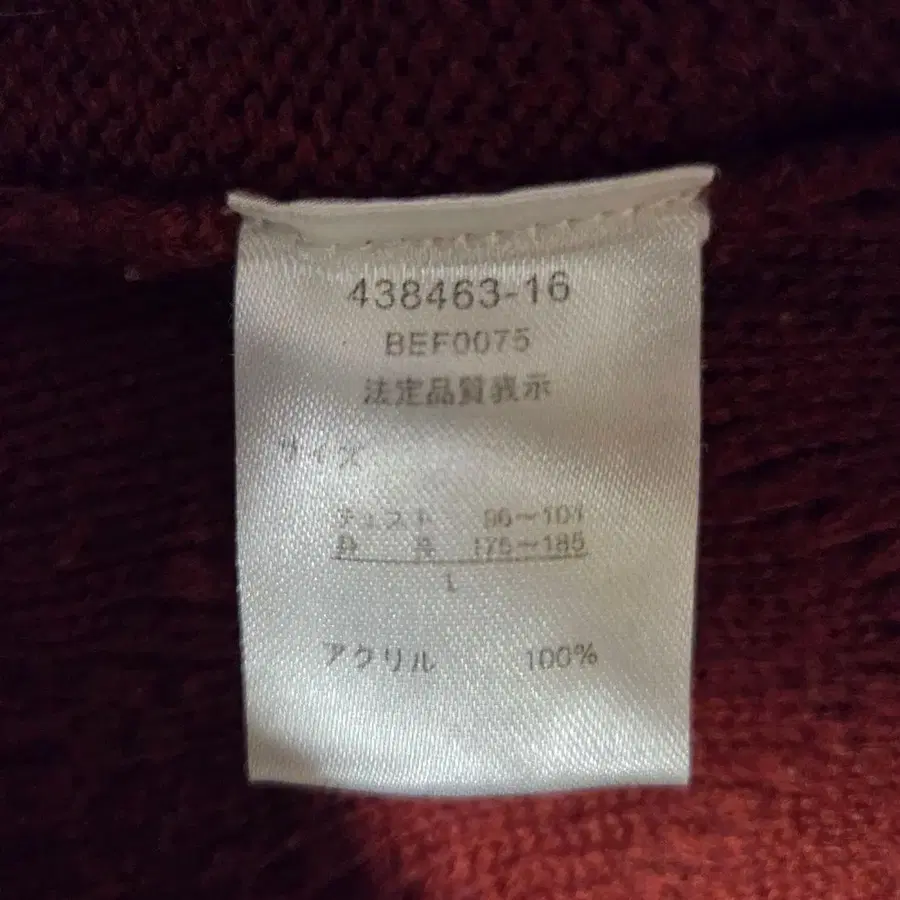 438463-16
BEF0075
法定品質表示
サイズ
チェスト 96～101
身 長 175～185
L
アクリル 100%